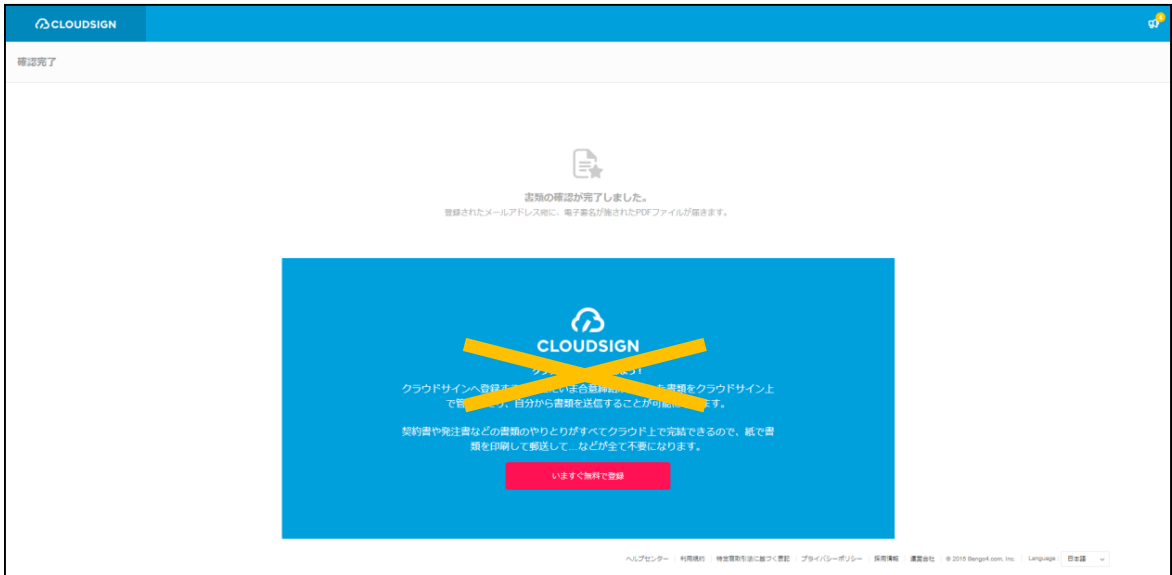 CLOUDSIGN
確認完了
書類の確認が完了しました。
登録されたメールアドレス宛に、電子署名が施されたPDFファイルが届きます。
CLOUDSIGN
クラウドサインへ登録す
いま合意締結
書類をクラウドサイン上
で管
り、自分から書類を送信することが可能
ます。
契約書や発注書などの書類のやりとりがすべてクラウド上で完結できるので、紙で書
類を印刷して郵送して...などが全て不要になります。
いますぐ無料で登録
ヘルプセンター 利用規約 特定商取引法に基づく表記 プライバシーポリシー 採用情報 運営会社 © 2015 Bengo4.com, Inc. Language 日本語